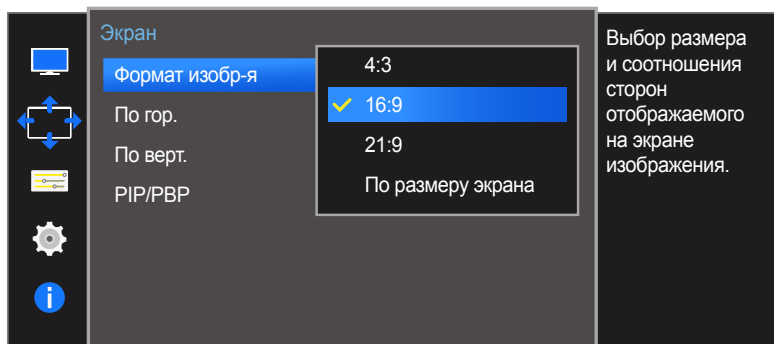 Экран
Формат изобр-я
По гор.
По верт.
PIP/PBP
4:3
16:9
21:9
По размеру экрана
Выбор размера
и соотношения
сторон
отображаемого
на экране
изображения.
i